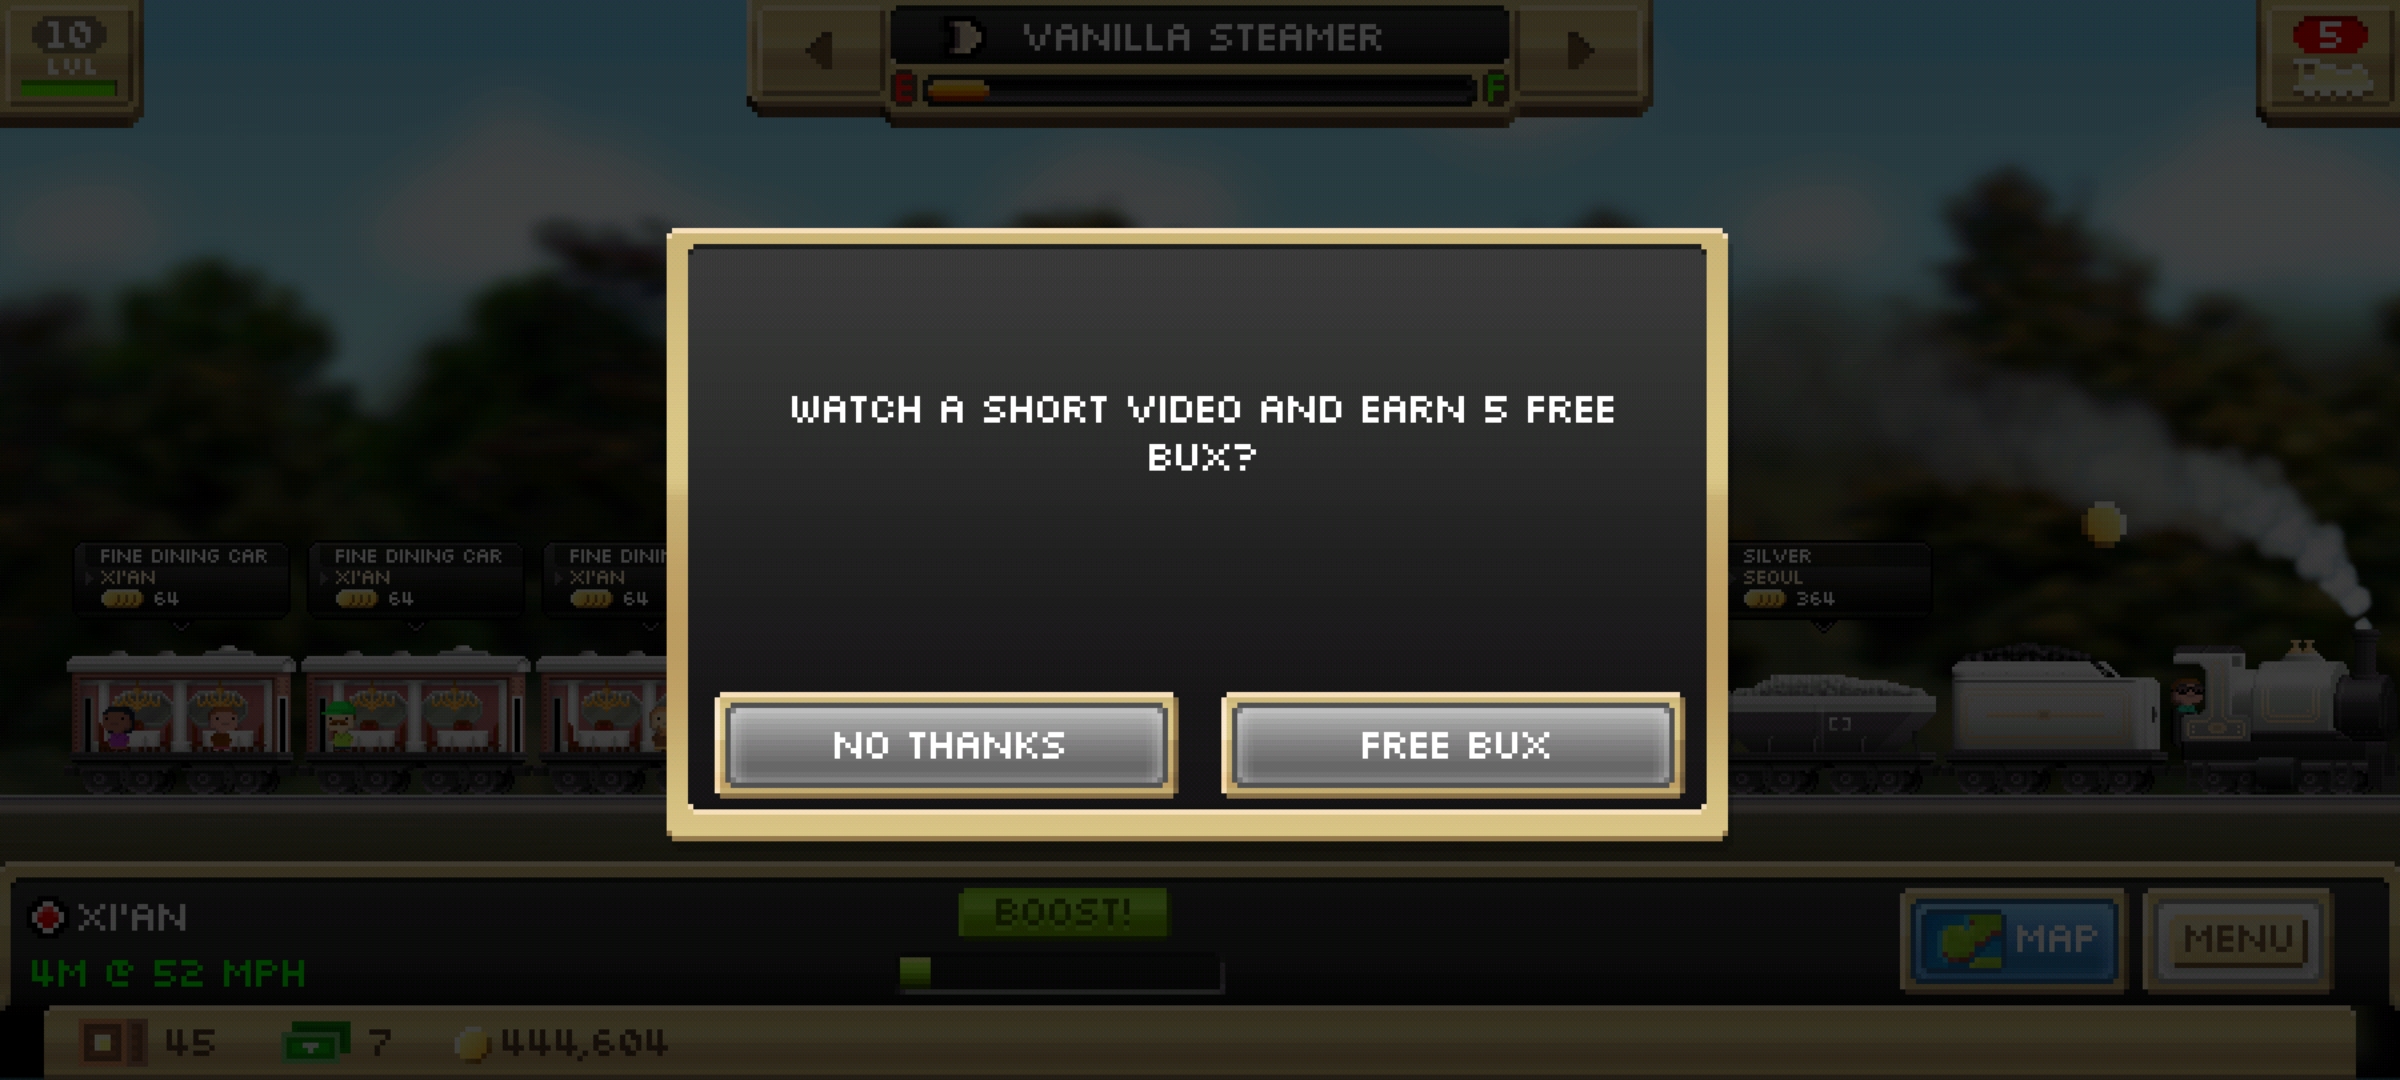 10
LVL
VANILLA STEAMER
E
F
5
WATCH A SHORT VIDEO AND EARN 5 FREE
BUX?
NO THANKS
FREE BUX
FINE DINING CAR
XI'AN
64
FINE DINING CAR
XI'AN
64
FINE DININ
XI'AN
64
SILVER
SEOUL
364
XI'AN
4M @ 52 MPH
BOOST!
MAP
MENU
45
7
444,604